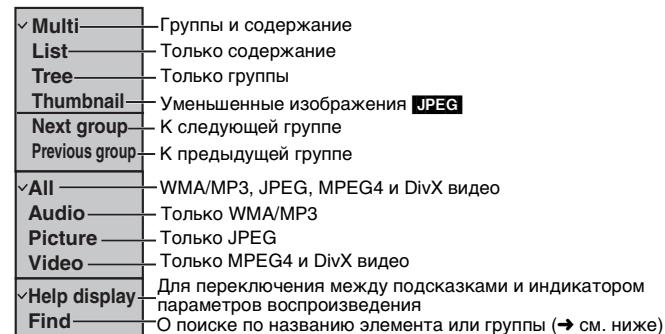 ✓ Multi Группы и содержание
List Только содержание
Tree Только группы
Thumbnail Уменьшенные изображения JPEG
Next group К следующей группе
Previous group К предыдущей группе
✓All WMA/MP3, JPEG, MPEG4 и DivX видео
Audio Только WMA/MP3
Picture Только JPEG
Video Только MPEG4 и DivX видео
✓Help display Для переключения между подсказками и индикатором
параметров воспроизведения
Find О поиске по названию элемента или группы (➜ см. ниже)